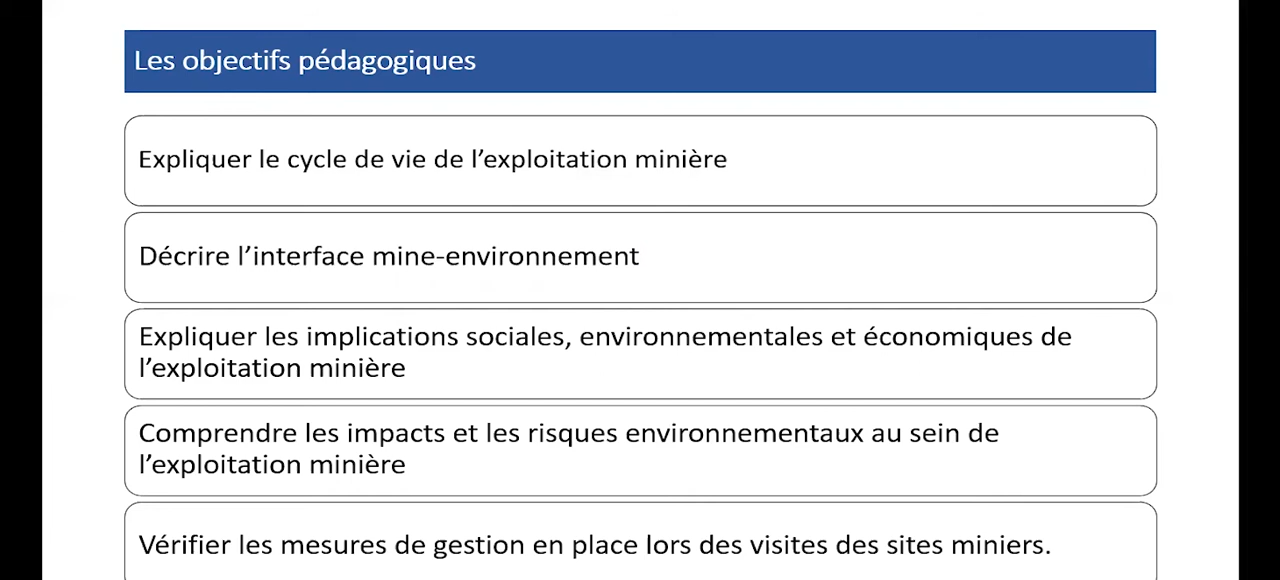 Les objectifs pédagogiques
Expliquer le cycle de vie de l’exploitation minière
Décrire l’interface mine-environnement
Expliquer les implications sociales, environnementales et économiques de
l’exploitation minière
Comprendre les impacts et les risques environnementaux au sein de
l’exploitation minière
Vérifier les mesures de gestion en place lors des visites des sites miniers.